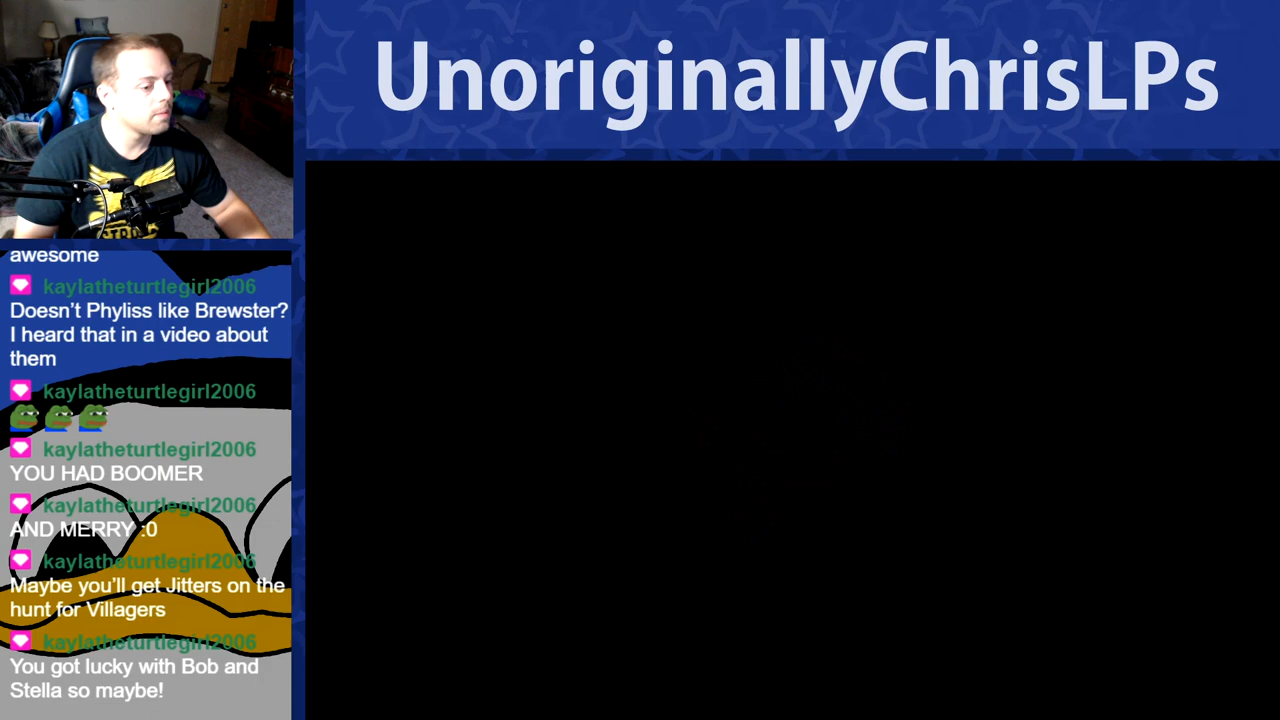 UnoriginallyChrisLPs
awesome
kaylatheturtlegirl2006
Doesn't Phyliss like Brewster?
I heard that in a video about
them
kaylatheturtlegirl2006
kaylatheturtlegirl2006
YOU HAD BOOMER
kaylatheturtlegirl2006
AND MERRY :0
kaylatheturtlegirl2006
Maybe you'll get Jitters on the
hunt for Villagers
kaylatheturtlegirl2006
You got lucky with Bob and
Stella so maybe!